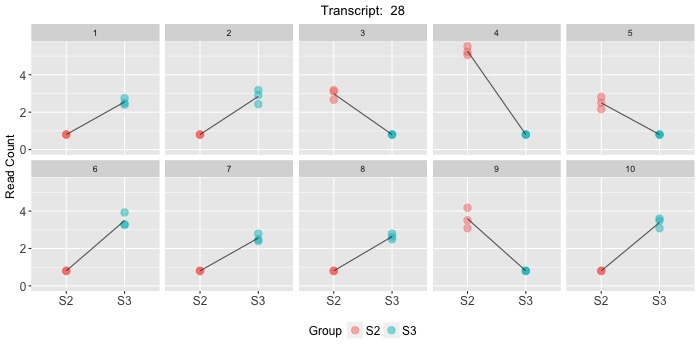 Transcript: 28
1 2 3 4 5
4
2
0
Read Count
6 7 8 9 10
4
2
0
S2 S3 S2 S3 S2 S3 S2 S3 S2 S3
Group S2 S3